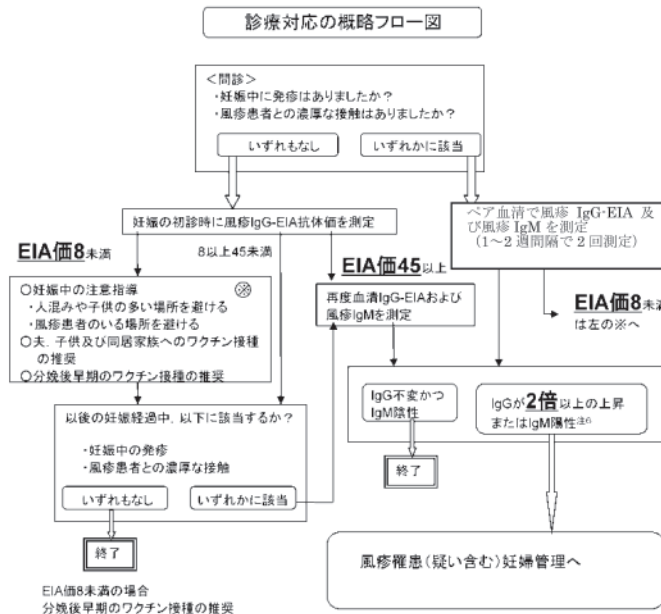 診療対応の概略フロー図
<問診>
・妊娠中に発疹はありましたか？
・風疹患者との濃厚な接触はありましたか？
いずれもなし
いずれかに該当
妊娠の初診時に風疹IgG-EIA抗体価を測定
ペア血清で風疹 IgG-EIA 及
び風疹 IgM を測定
（1～2 週間隔で 2 回測定）
EIA価8未満
8以上45未満
EIA価45以上
EIA価8未満
は左の※へ
○妊娠中の注意指導 ※
・人混みや子供の多い場所を避ける
・風疹患者のいる場所を避ける
○夫、子供及び同居家族へのワクチン接種
の推奨
○分娩後早期のワクチン接種の推奨
再度血清IgG-EIAおよび
風疹IgMを測定
IgG不変かつ
IgM陰性
IgGが2倍以上の上昇
またはIgM陽性注6
終了
以後の妊娠経過中、以下に該当するか？
・妊娠中の発疹
・風疹患者との濃厚な接触
いずれもなし
いずれかに該当
終了
EIA価8未満の場合
分娩後早期のワクチン接種の推奨
風疹罹患（疑い含む）妊婦管理へ